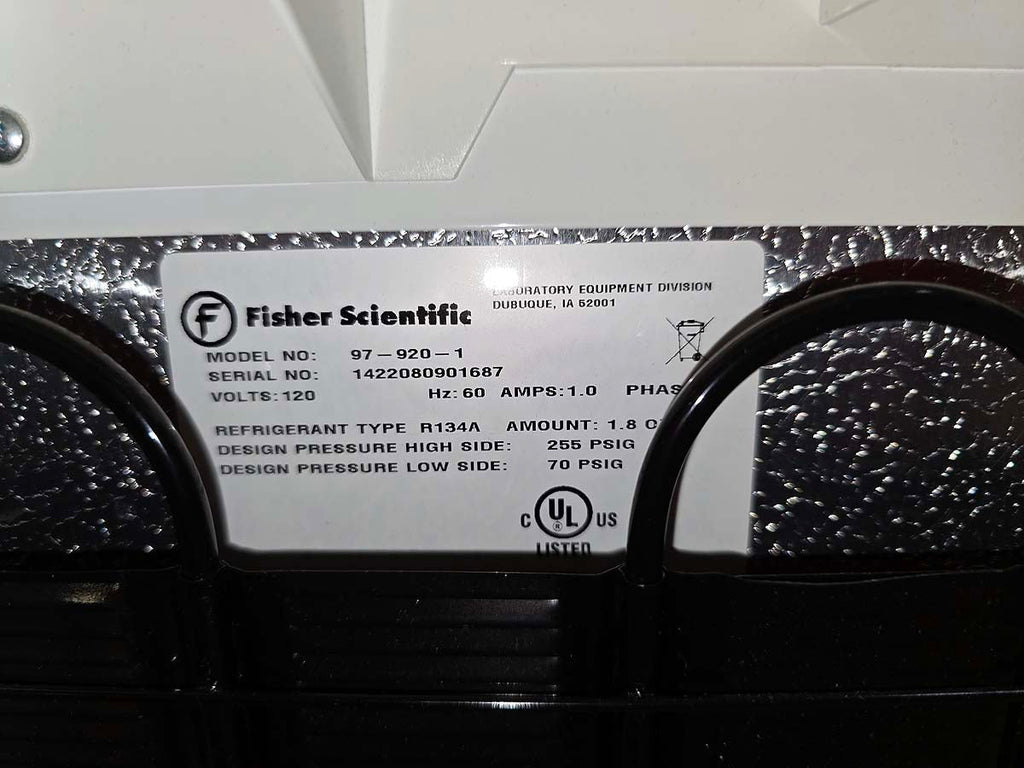 F Fisher Scientific
LABORATORY EQUIPMENT DIVISION
DUBUQUE, IA 52001
MODEL NO: 97-920-1
SERIAL NO: 1422080901687
VOLTS: 120 Hz: 60 AMPS: 1.0 PHAS
REFRIGERANT TYPE R134A AMOUNT: 1.8
DESIGN PRESSURE HIGH SIDE: 255 PSIG
DESIGN PRESSURE LOW SIDE: 70 PSIG
C UL ® US
LISTED